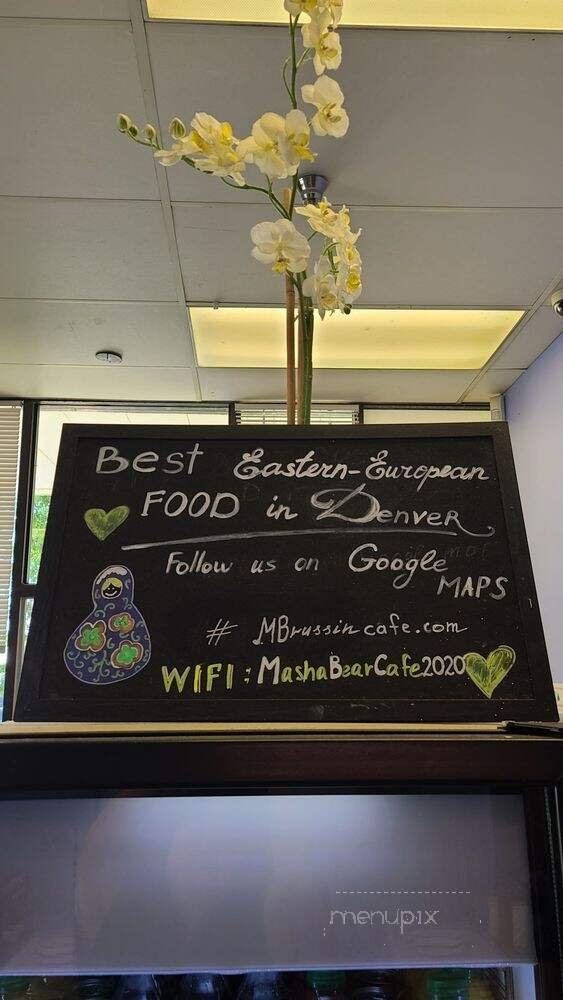 Best Eastern-European
FOOD in Denver
Follow us on Google
MAPS
# MBrussincafe.com
WIFI: MashaBearCafe2020
menupix